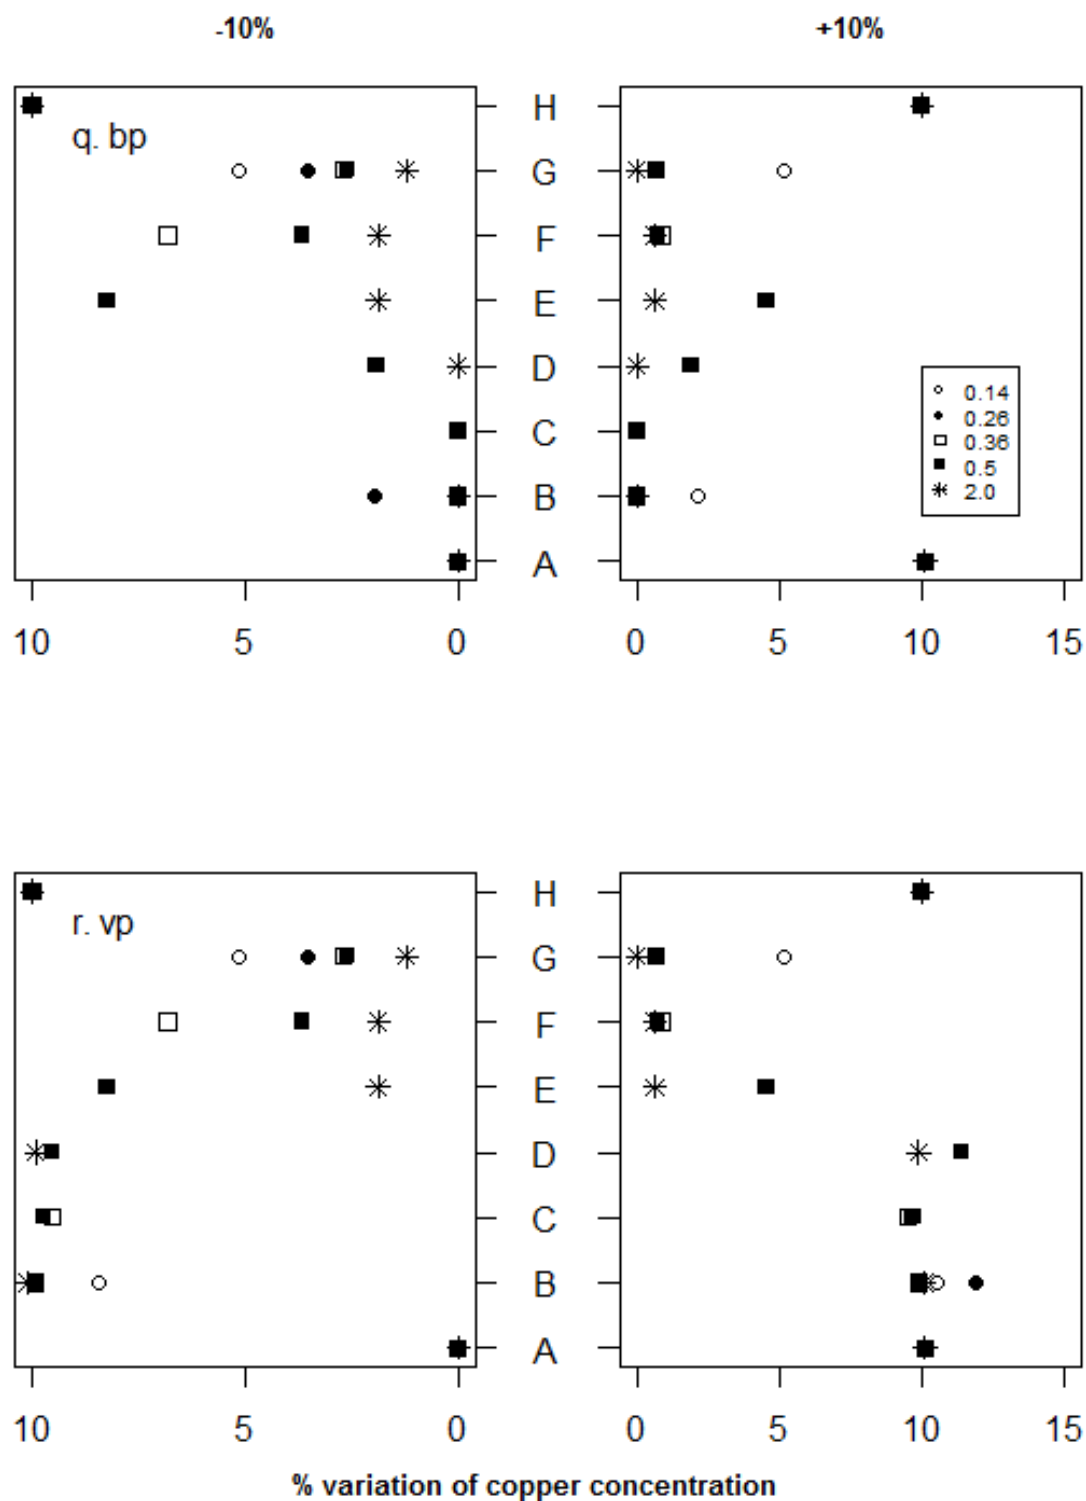 -10%
+10%
q. bp
H
G
F
E
D
C
B
A
0.14
0.26
0.36
0.5
2.0
10 5 0
0 5 10 15
r. vp
H
G
F
E
D
C
B
A
10 5 0
0 5 10 15
% variation of copper concentration